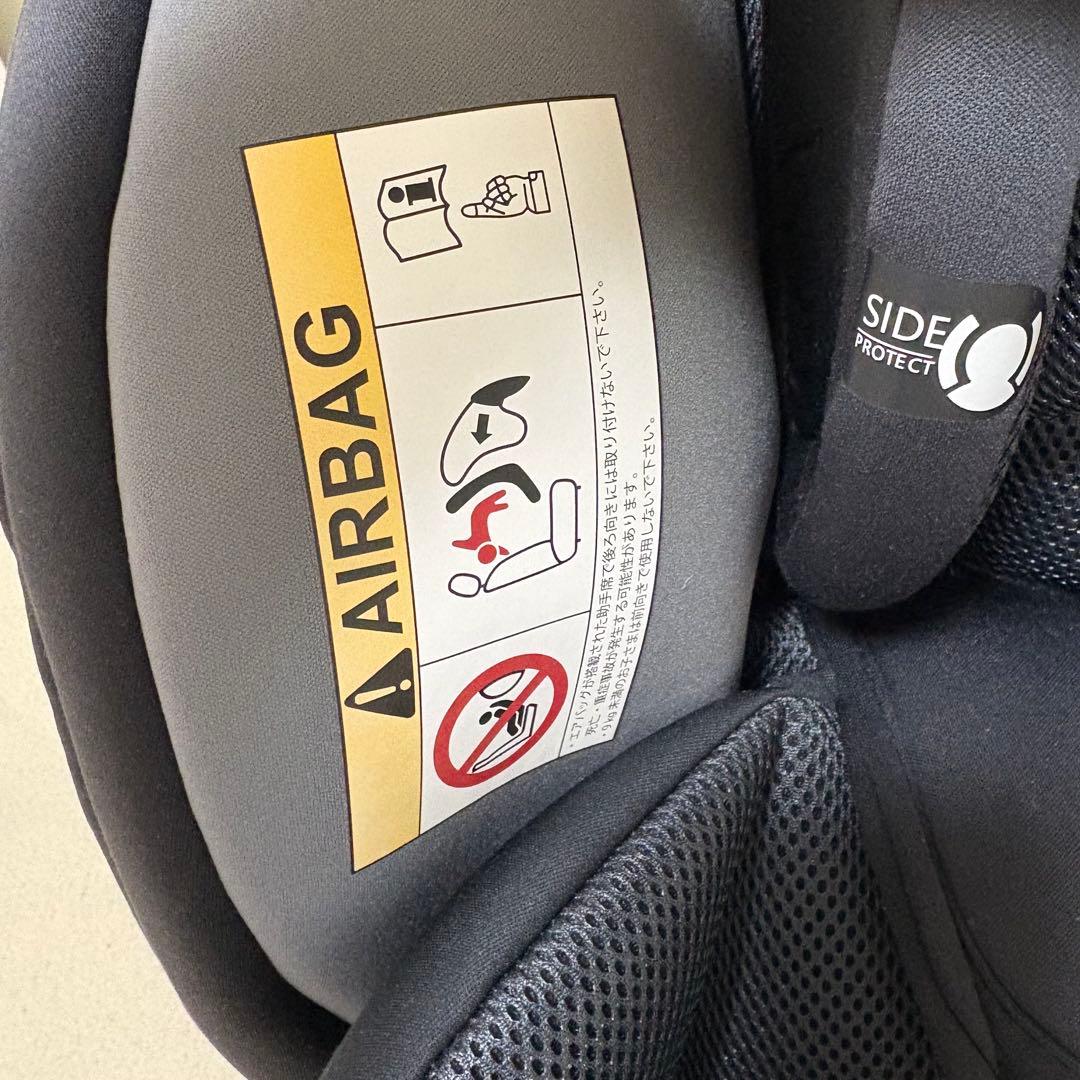 AIRBAG
・エアバッグが搭載された助手席で後ろ向きには取り付けないで下さい。
死亡・重症事故が発生する可能性があります。
・9kg未満のお子さまは前向きで使用しないで下さい。
SIDE
PROTECT